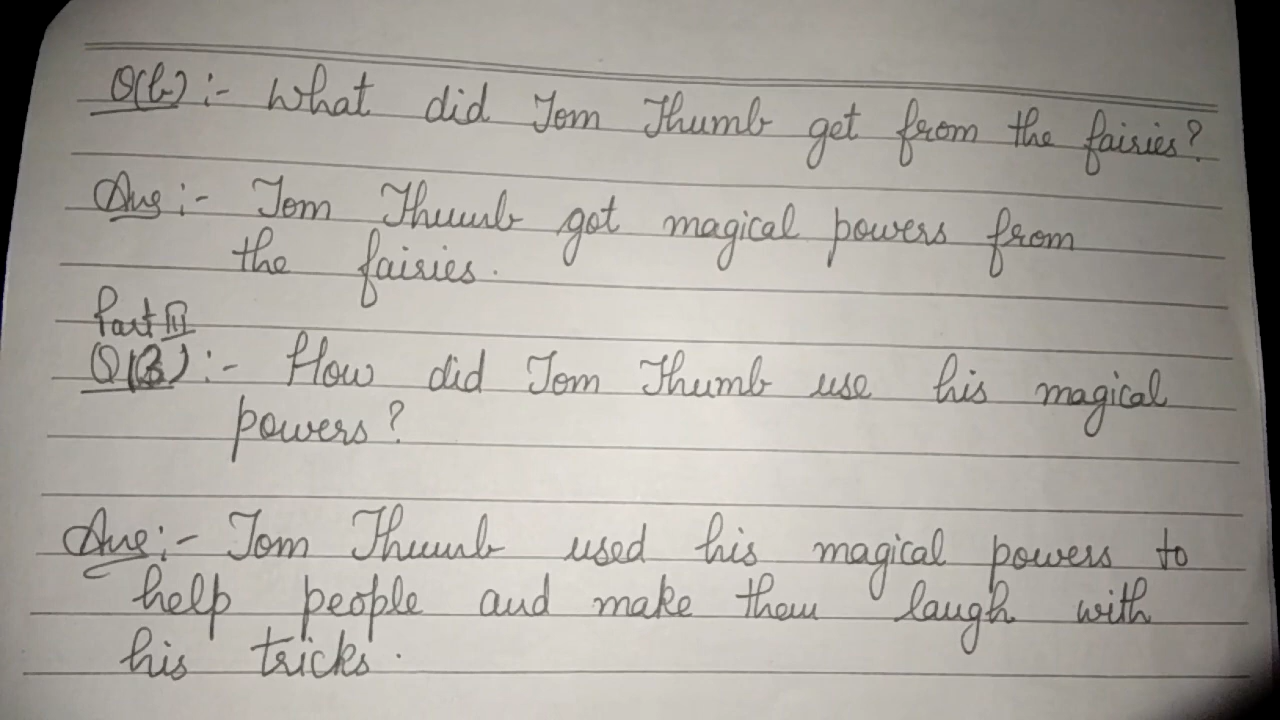 Q(b):- What did Tom Thumb get from the fairies?
Ans:- Tom Thumb got magical powers from
the fairies.
Part III
Q(3):- How did Tom Thumb use his magical
powers?
Ans:- Tom Thumb used his magical powers to
help people and make them laugh with
his tricks.